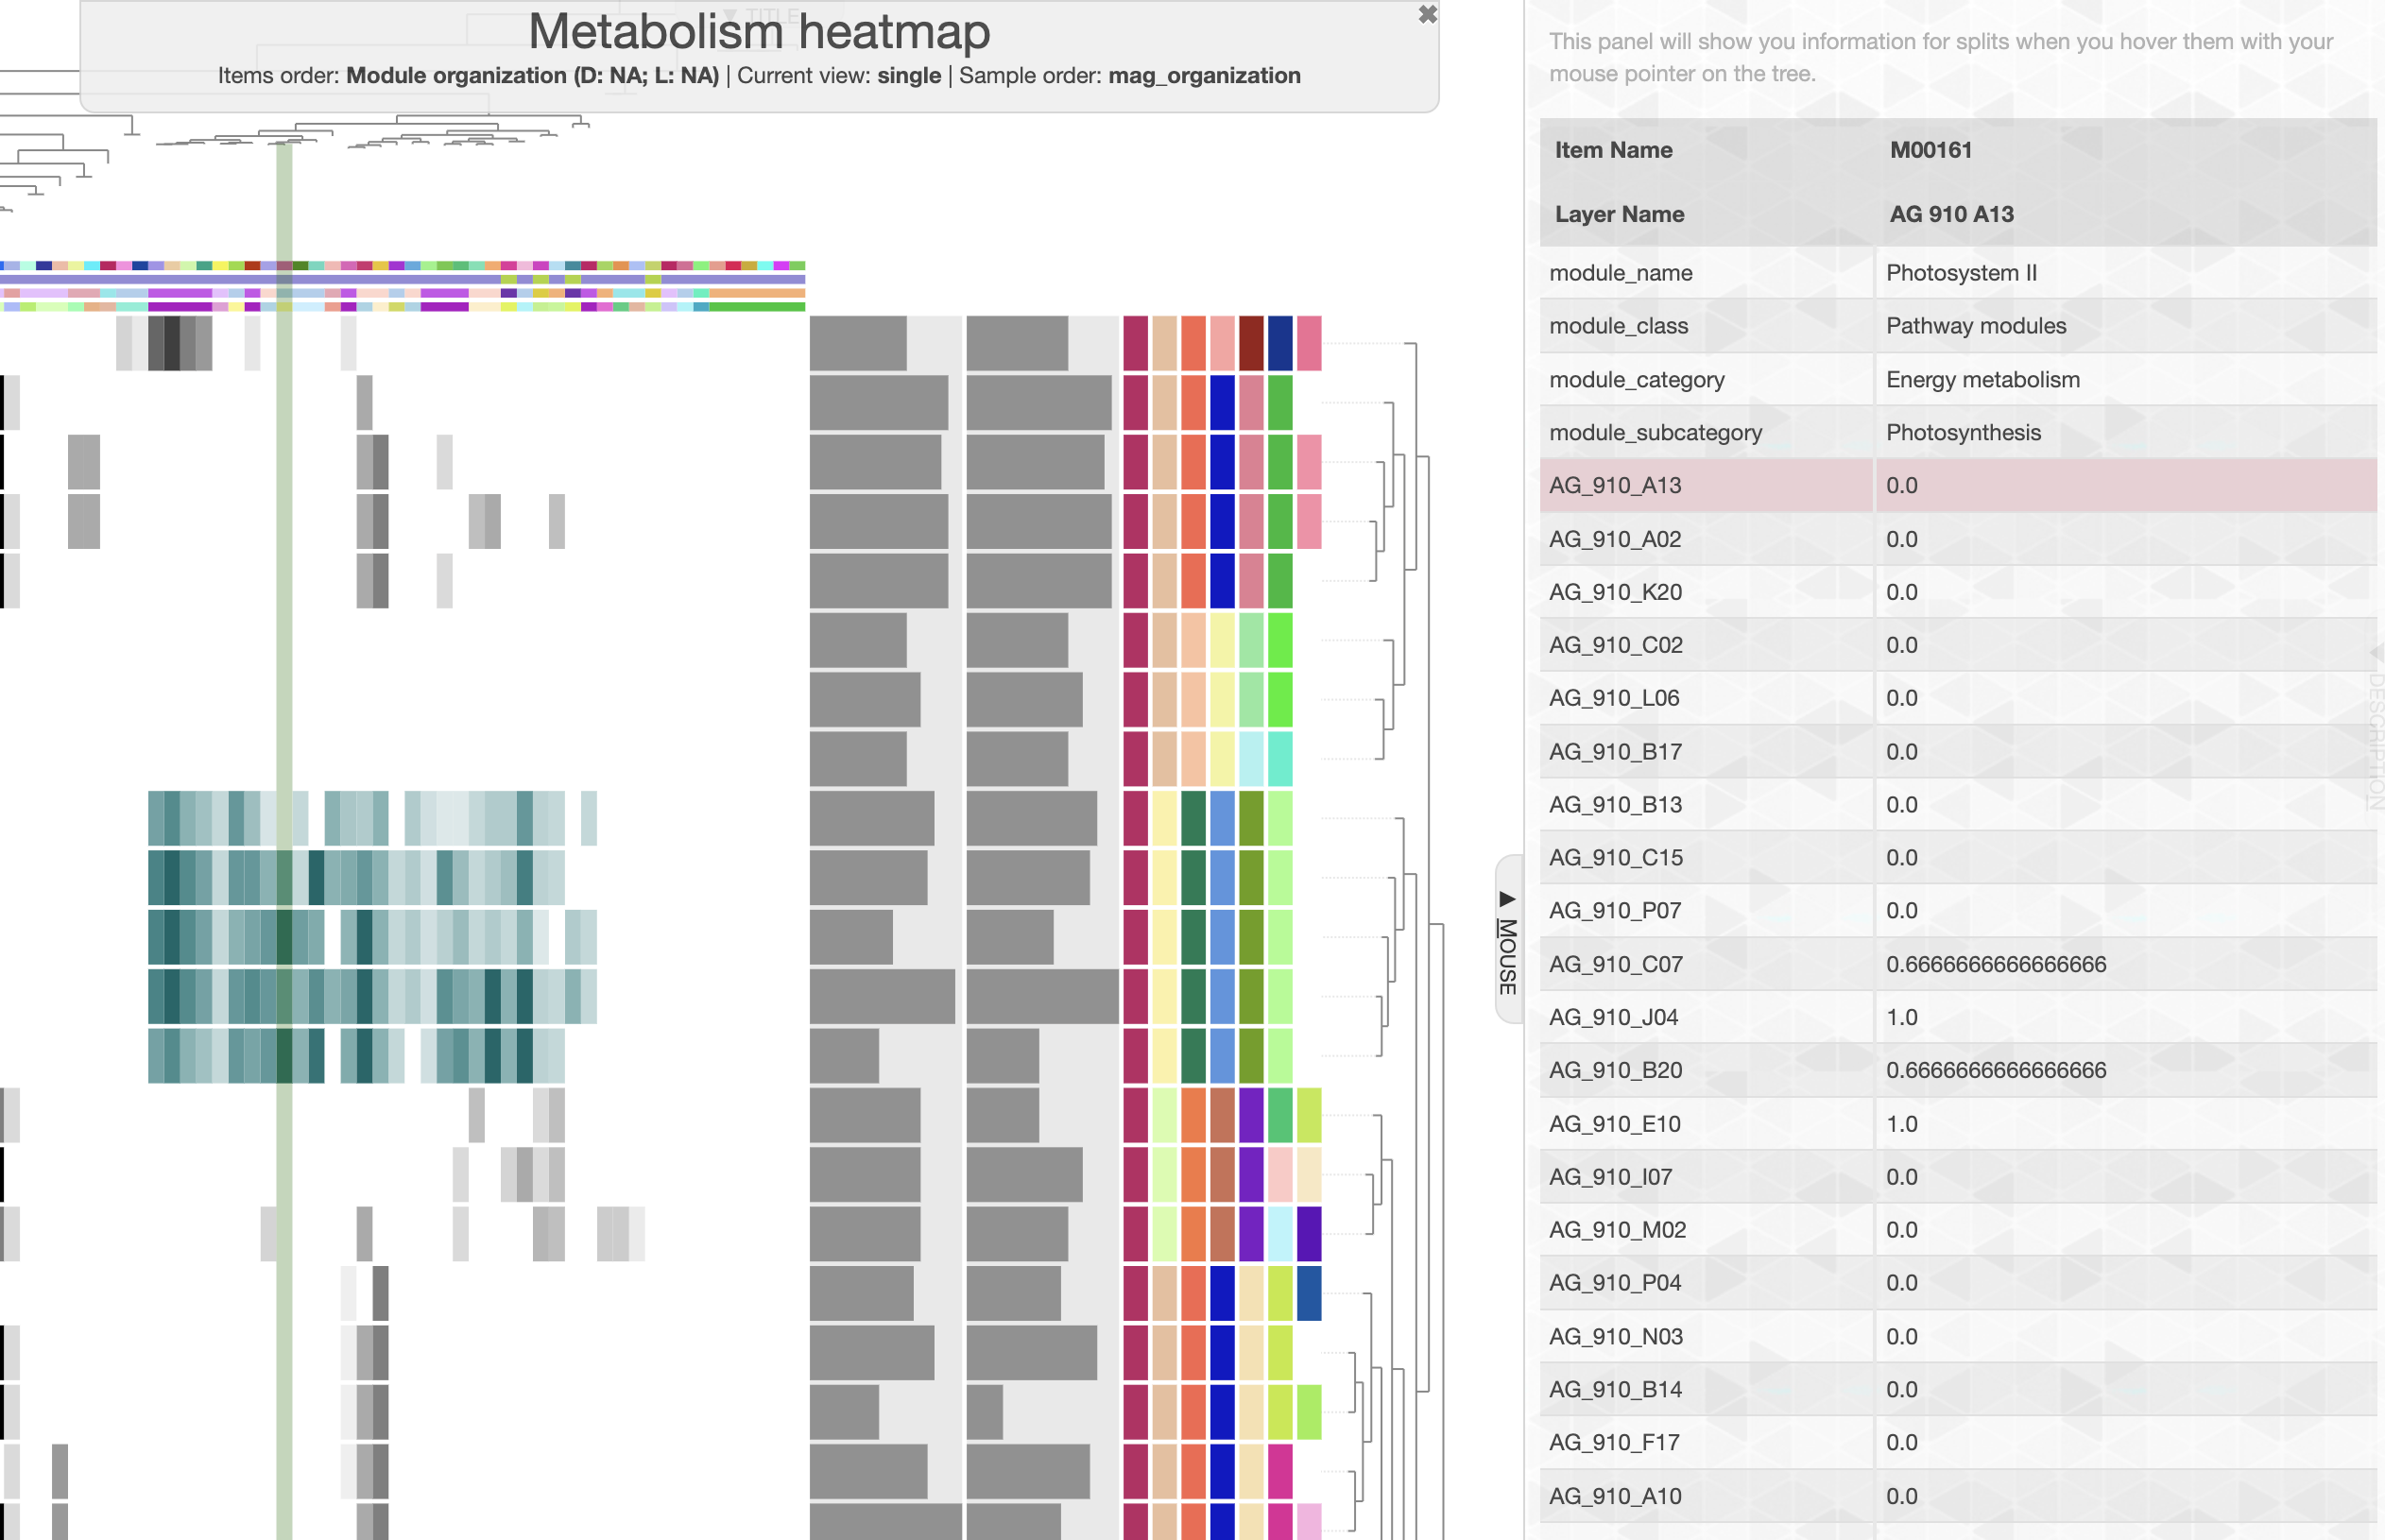 ▼ TITLE
Metabolism heatmap
Items order: Module organization (D: NA; L: NA) | Current view: single | Sample order: mag_organization
This panel will show you information for splits when you hover them with your
mouse pointer on the tree.
Item Name M00161
Layer Name AG 910 A13
module_name Photosystem II
module_class Pathway modules
module_category Energy metabolism
module_subcategory Photosynthesis
AG_910_A13 0.0
AG_910_A02 0.0
AG_910_K20 0.0
AG_910_C02 0.0
AG_910_L06 0.0
AG_910_B17 0.0
AG_910_B13 0.0
AG_910_C15 0.0
AG_910_P07 0.0
AG_910_C07 0.6666666666666666
AG_910_J04 1.0
AG_910_B20 0.6666666666666666
AG_910_E10 1.0
AG_910_I07 0.0
AG_910_M02 0.0
AG_910_P04 0.0
AG_910_N03 0.0
AG_910_B14 0.0
AG_910_F17 0.0
AG_910_A10 0.0
MOUSE
DESCRIPTION